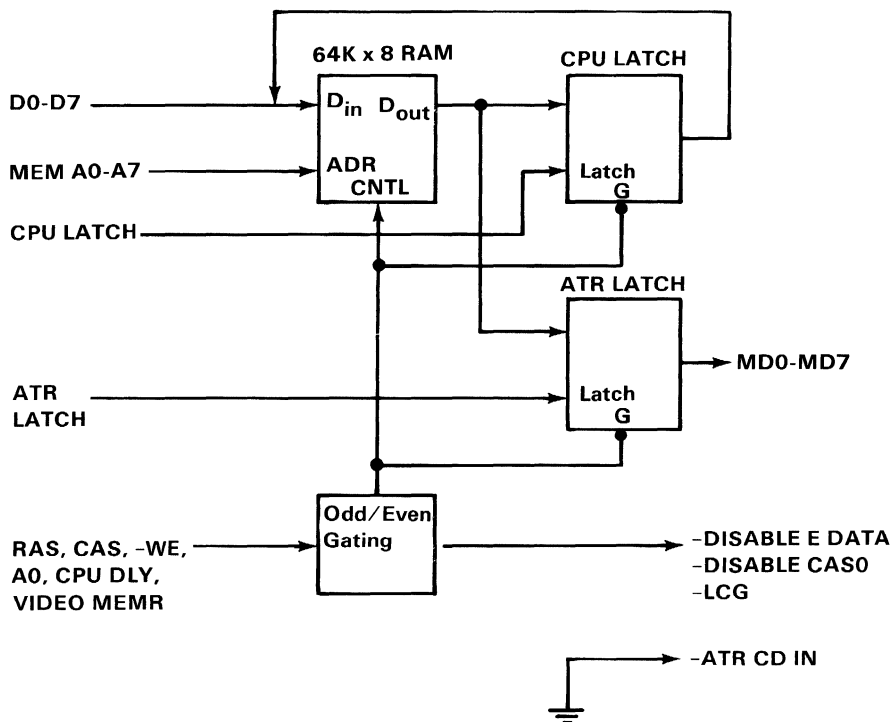 64K x 8 RAM
CPU LATCH
D0-D7
Din Dout
MEM A0-A7
ADR
CNTL
Latch
G
CPU LATCH
ATR LATCH
MD0-MD7
ATR
LATCH
Latch
G
Odd/Even
Gating
RAS, CAS, -WE,
A0, CPU DLY,
VIDEO MEMR
-DISABLE E DATA
-DISABLE CAS0
-LCG
-ATR CD IN